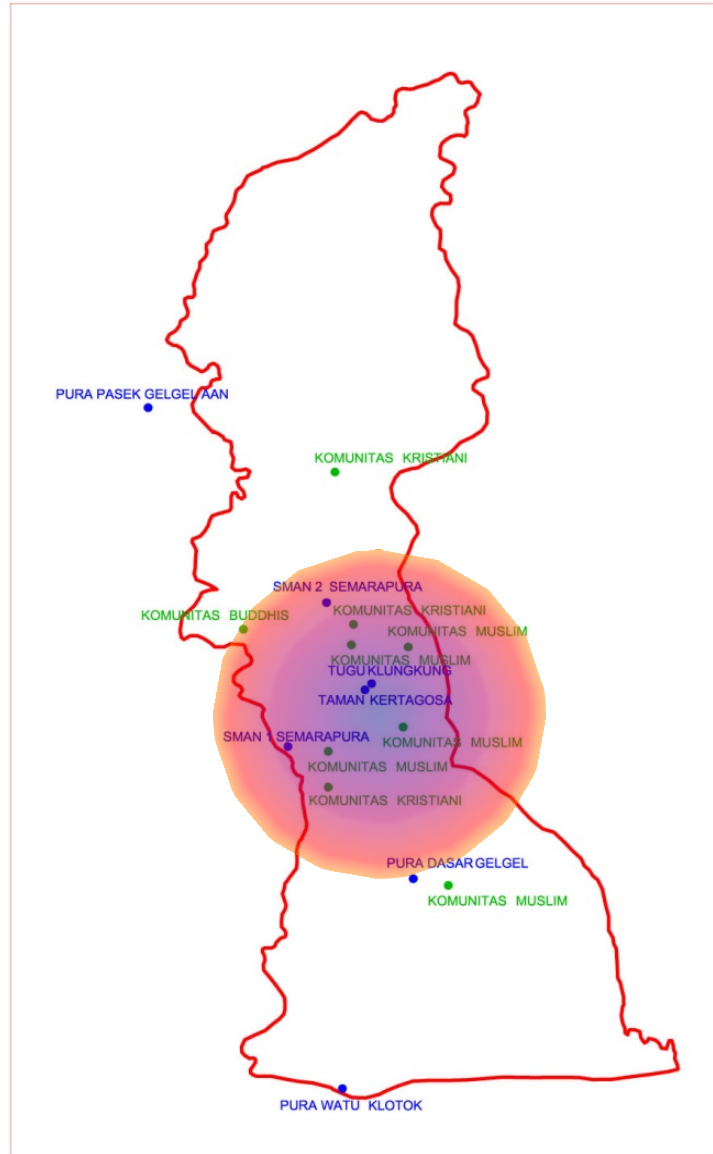 PURA PASEK GELGEL AAN
KOMUNITAS KRISTIANI
SMAN 2 SEMARAPURA
KOMUNITAS KRISTIANI
KOMUNITAS BUDDHIS
KOMUNITAS MUSLIM
KOMUNITAS MUSLIM
TUGU KLUNGKUNG
TAMAN KERTAGOSA
SMAN 1 SEMARAPURA
KOMUNITAS MUSLIM
KOMUNITAS MUSLIM
KOMUNITAS KRISTIANI
PURA DASAR GELGEL
KOMUNITAS MUSLIM
PURA WATU KLOTOK